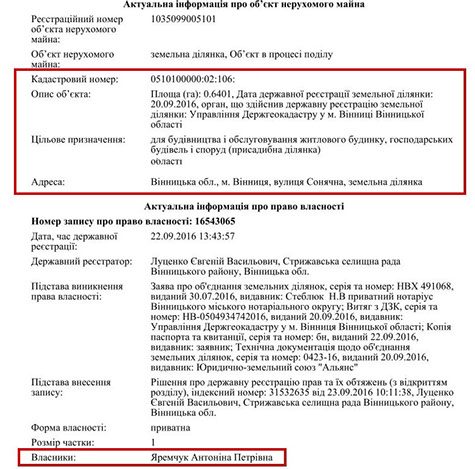 Актуальна інформація про об’єкт нерухомого майна
Реєстраційний номер 1035099005101
об’єкта нерухомого
майна:
Об’єкт нерухомого земельна ділянка, Об’єкт в процесі поділу
майна:
Кадастровий номер: 0510100000:02:106:
Опис об’єкта: Площа (га): 0.6401, Дата державної реєстрації земельної ділянки:
20.09.2016, орган, що здійснив державну реєстрацію земельної
ділянки: Управління Держгеокадастру у м. Вінниці Вінницької
області
Цільове призначення: для будівництва і обслуговування житлового будинку, господарських
будівель і споруд (присадибна ділянка)
області
Адреса: Вінницька обл., м. Вінниця, вулиця Сонячна, земельна ділянка
Актуальна інформація про право власності
Номер запису про право власності: 16543065
Дата, час державної 22.09.2016 13:43:57
реєстрації:
Державний реєстратор: Луценко Євгеній Васильович, Стрижавська селищна рада
Вінницького району, Вінницька обл.
Підстава виникнення Заява про об'єднання земельних ділянок, серія та номер: НВХ 491068,
права власності: виданий 30.07.2016, видавник: Стеблюк Н.В приватний нотаріус
Вінницького міського нотаріального округу; Витяг з ДЗК, серія та
номер: НВ-0504934742016, виданий 20.09.2016, видавник:
Управління Держгеокадастру у м. Вінниця Вінницької області; Копія
паспорта та квитанції, серія та номер: бн, виданий 22.09.2016,
видавник: заявник; Технічна документація щодо об'єднання
земельних ділянок, серія та номер: 0423-16, виданий 20.09.2016,
видавник: Юридично-земельний союз "Альянс"
Підстава внесення Рішення про державну реєстрацію прав та їх обтяжень (з відкриттям
запису: розділу), індексний номер: 31532635 від 23.09.2016 10:11:38, Луценко
Євгеній Васильович, Стрижавська селищна рада Вінницького району,
Вінницька обл.
Форма власності: приватна
Розмір частки: 1
Власники: Яремчук Антоніна Петрівна